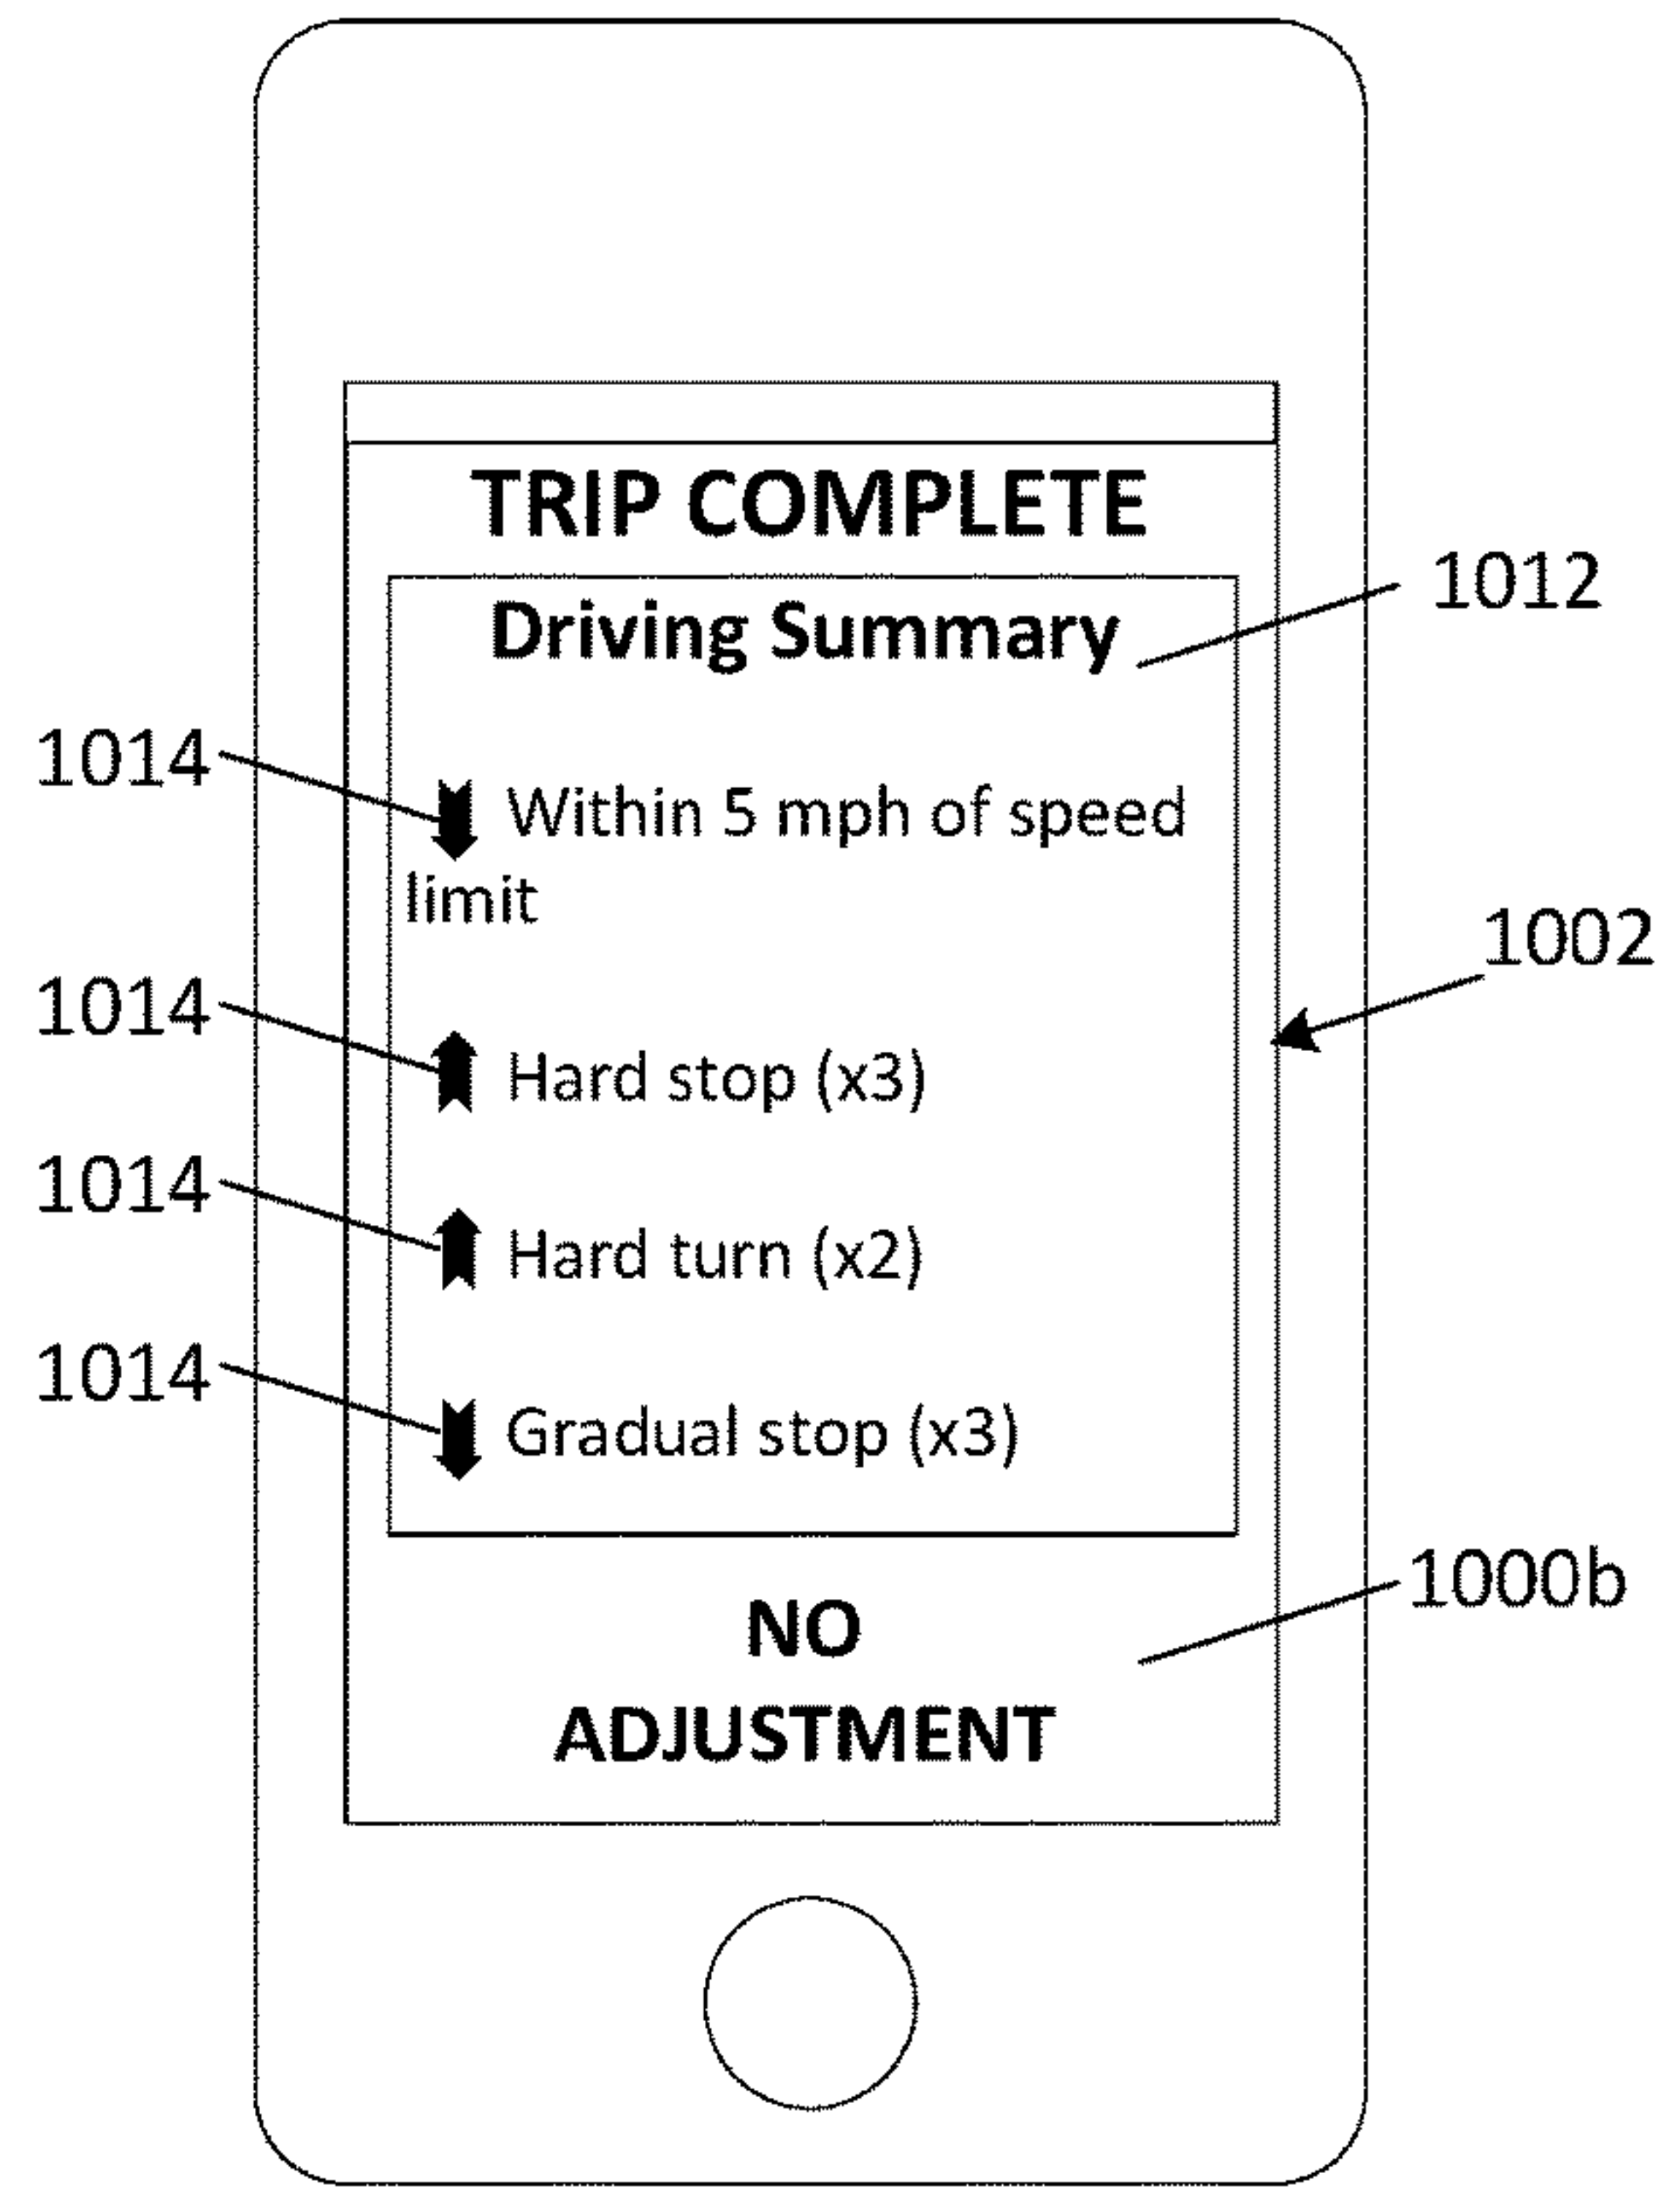 TRIP COMPLETE
Driving Summary
1012
1014
Within 5 mph of speed
limit
1002
1014
Hard stop (x3)
1014
Hard turn (x2)
1014
Gradual stop (x3)
1000b
NO
ADJUSTMENT